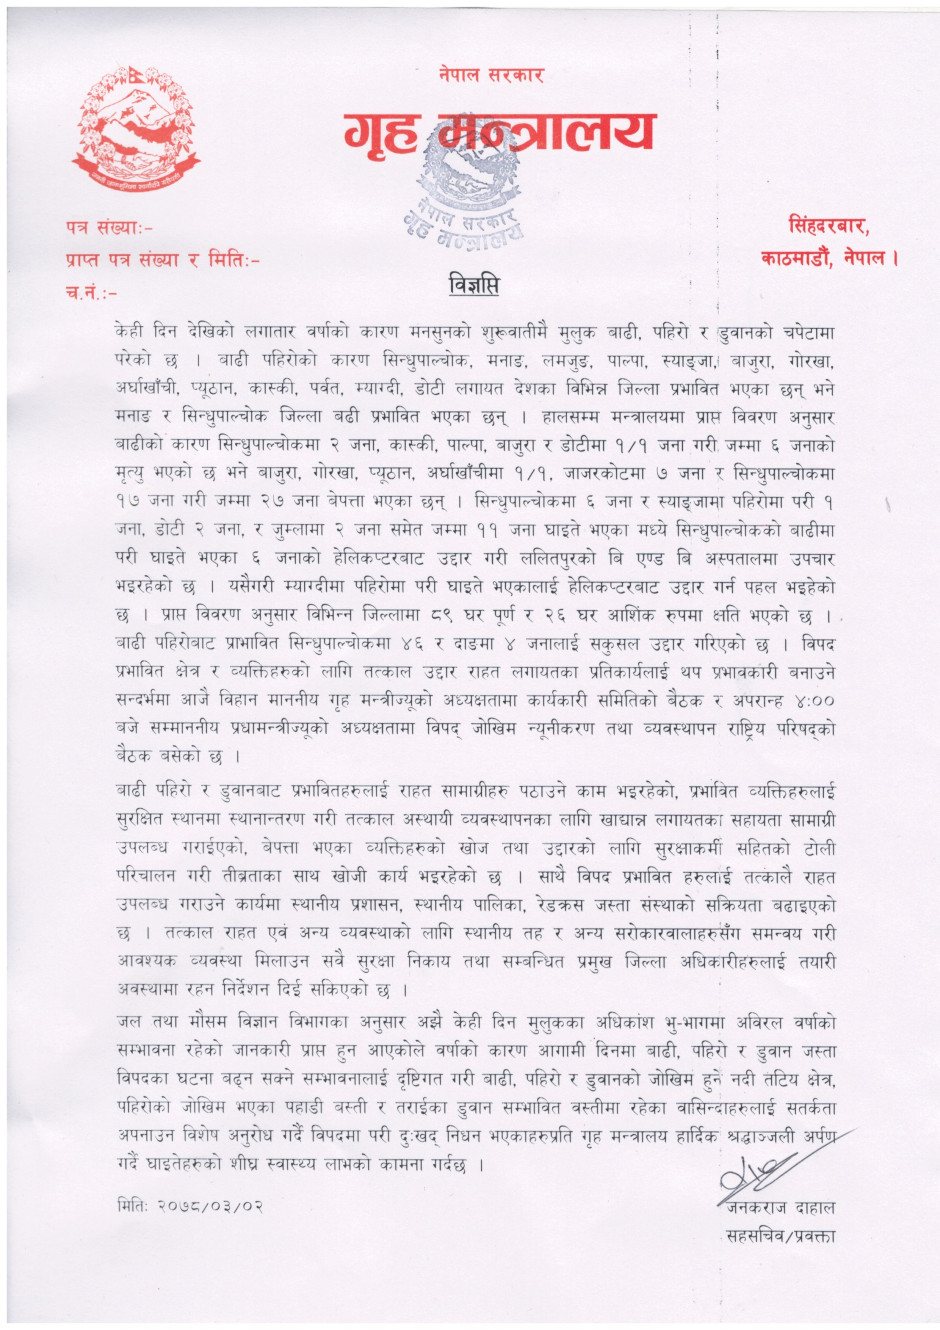 नेपाल सरकार
गृह मन्त्रालय
नेपाल सरकार
गृह मन्त्रालय
पत्र संख्याः-
प्राप्त पत्र संख्या र मितिः-
च.नं.:-
सिंहदरबार,
काठमाडौं, नेपाल ।
विज्ञप्ति
केही दिन देखिको लगातार वर्षाको कारण मनसुनको शुरूवातीमै मुलुक बाढी, पहिरो र डुवानको चपेटामा
परेको छ । बाढी पहिरोको कारण सिन्धुपाल्चोक, मनाङ, लमजुङ, पाल्पा, स्याङ्जा, बाजुरा, गोरखा,
अर्घाखाँची, प्यूठान, कास्की, पर्वत, म्याग्दी, डोटी लगायत देशका विभिन्न जिल्ला प्रभावित भएका छन् भने
मनाङ र सिन्धुपाल्चोक जिल्ला बढी प्रभावित भएका छन् । हालसम्म मन्त्रालयमा प्राप्त विवरण अनुसार
बाढीको कारण सिन्धुपाल्चोकमा २ जना, कास्की, पाल्पा, बाजुरा र डोटीमा १/१ जना गरी जम्मा ६ जनाको
मृत्यु भएको छ भने बाजुरा, गोरखा, प्यूठान, अर्घाखाँचीमा १/१, जाजरकोटमा ७ जना र सिन्धुपाल्चोकमा
१७ जना गरी जम्मा २७ जना बेपत्ता भएका छन् । सिन्धुपाल्चोकमा ६ जना र स्याङ्जामा पहिरोमा परी १
जना, डोटी २ जना, र जुम्लामा २ जना समेत जम्मा ११ जना घाइते भएका मध्ये सिन्धुपाल्चोकको बाढीमा
परी घाइते भएका ६ जनाको हेलिकप्टरबाट उद्दार गरी ललितपुरको बि एण्ड बि अस्पतालमा उपचार
भइरहेको छ । यसैगरी म्याग्दीमा पहिरोमा परी घाइते भएकालाई हेलिकप्टरबाट उद्दार गर्न पहल भइहेको
छ । प्राप्त विवरण अनुसार विभिन्न जिल्लामा ८९ घर पूर्ण र २६ घर आशिंक रुपमा क्षति भएको छ ।
बाढी पहिरोबाट प्राभावित सिन्धुपाल्चोकमा ४६ र दाङमा ४ जनालाई सकुसल उद्दार गरिएको छ । विपद
प्रभावित क्षेत्र र व्यक्तिहरुको लागि तत्काल उद्दार राहत लगायतका प्रतिकार्यलाई थप प्रभावकारी बनाउने
सन्दर्भमा आजै विहान माननीय गृह मन्त्रीज्यूको अध्यक्षतामा कार्यकारी समितिको बैठक र अपरान्ह ४:००
बजे सम्माननीय प्रधामन्त्रीज्यूको अध्यक्षतामा विपद् जोखिम न्यूनीकरण तथा व्यवस्थापन राष्ट्रिय परिषद्को
बैठक बसेको छ ।
बाढी पहिरो र डुवानबाट प्रभावितहरुलाई राहत सामाग्रीहरु पठाउने काम भइरहेको, प्रभावित व्यक्तिहरुलाई
सुरक्षित स्थानमा स्थानान्तरण गरी तत्काल अस्थायी व्यवस्थापनका लागि खाद्यान्न लगायतका सहायता सामाग्री
उपलब्ध गराईएको, बेपत्ता भएका व्यक्तिहरुको खोज तथा उद्दारको लागि सुरक्षाकर्मी सहितको टोली
परिचालन गरी तीब्रताका साथ खोजी कार्य भइरहेको छ । साथै विपद प्रभावित हरुलाई तत्कालै राहत
उपलब्ध गराउने कार्यमा स्थानीय प्रशासन, स्थानीय पालिका, रेडक्रस जस्ता संस्थाको सक्रियता बढाइएको
छ । तत्काल राहत एवं अन्य व्यवस्थाको लागि स्थानीय तह र अन्य सरोकारवालाहरुसँग समन्वय गरी
आवश्यक व्यवस्था मिलाउन सवै सुरक्षा निकाय तथा सम्बन्धित प्रमुख जिल्ला अधिकारीहरुलाई तयारी
अवस्थामा रहन निर्देशन दिई सकिएको छ ।
जल तथा मौसम विज्ञान विभागका अनुसार अझै केही दिन मुलुकका अधिकांश भु-भागमा अविरल वर्षाको
सम्भावना रहेको जानकारी प्राप्त हुन आएकोले वर्षाको कारण आगामी दिनमा बाढी, पहिरो र डुवान जस्ता
विपदका घटना बढ्न सक्ने सम्भावनालाई दृष्टिगत गरी बाढी, पहिरो र डुवानको जोखिम हुने नदी तटिय क्षेत्र,
पहिरोको जोखिम भएका पहाडी बस्ती र तराईका डुवान सम्भावित वस्तीमा रहेका वासिन्दाहरुलाई सतर्कता
अपनाउन विशेष अनुरोध गर्दै विपदमा परी दुःखद् निधन भएकाहरुप्रति गृह मन्त्रालय हार्दिक श्रद्धाञ्जली अर्पण
गर्दै घाइतेहरुको शीघ्र स्वास्थ्य लाभको कामना गर्दछ ।
मितिः २०७८/०३/०२
जनकराज दाहाल
सहसचिव/प्रवक्ता